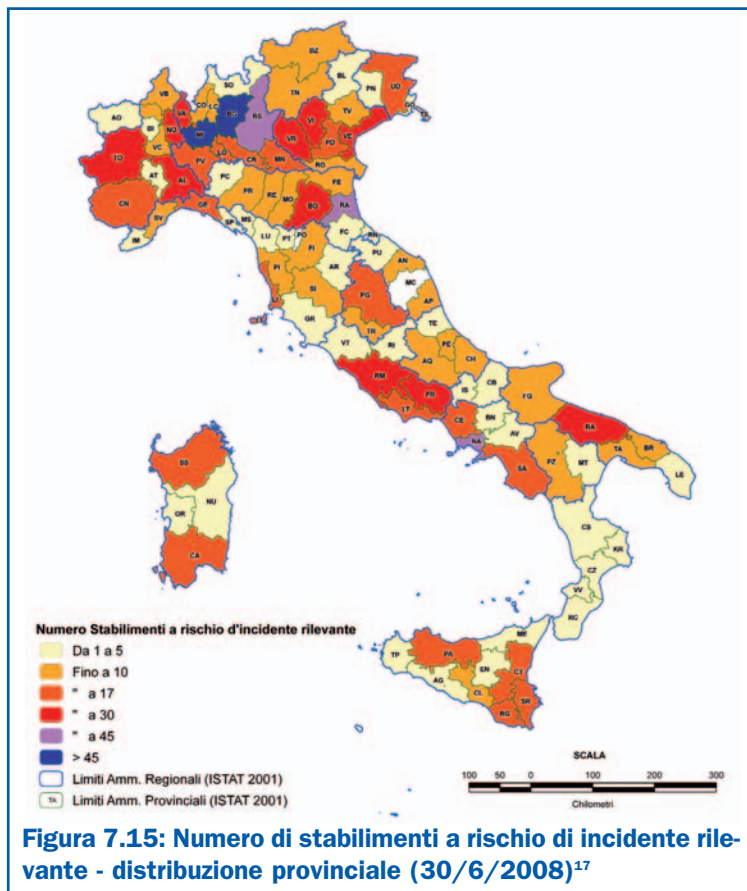 BZ
SO
BL
PN
UD
VB
TN
AO
VA
CO
LC
BG
BS
TV
GO
TS
BI
NO
MI
VR
VI
VE
VC
TO
PV
LO
CR
MN
PD
RO
AT
AL
PC
CN
GE
PR
RE
MO
FE
SV
BO
RA
IM
SP
MS
LU
PT
PO
FC
RN
PI
FI
PU
AR
AN
LI
SI
MC
PG
AP
GR
TR
TE
VT
RI
PE
AQ
CH
RM
FR
IS
CB
FG
LT
CE
BN
BA
NA
AV
SA
PZ
MT
TA
BR
LE
SS
NU
OR
CA
CS
KR
CZ
VV
RC
ME
TP
PA
EN
CT
AG
CL
SR
RG
Numero Stabilimenti a rischio d'incidente rilevante
Da 1 a 5
Fino a 10
" a 17
" a 30
" a 45
> 45
Limiti Amm. Regionali (ISTAT 2001)
TA Limiti Amm. Provinciali (ISTAT 2001)
SCALA
100 50 0 100 200 300
Chilometri
Figura 7.15: Numero di stabilimenti a rischio di incidente rile-
vante - distribuzione provinciale (30/6/2008)17